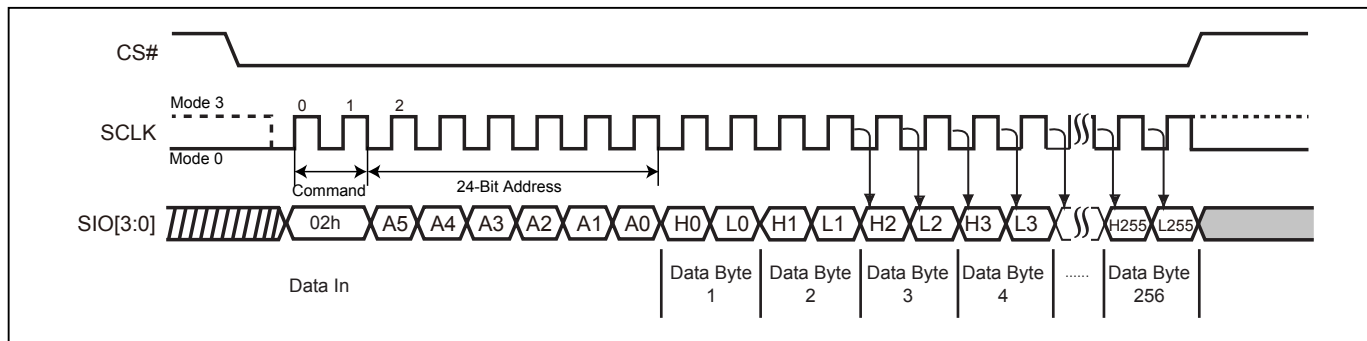 CS#
Mode 3
0 1 2
SCLK
Mode 0
Command
24-Bit Address
SIO[3:0]
02h A5 A4 A3 A2 A1 A0 H0 L0 H1 L1 H2 L2 H3 L3 H255 L255
Data In
Data Byte 1
Data Byte 2
Data Byte 3
Data Byte 4
......
Data Byte 256